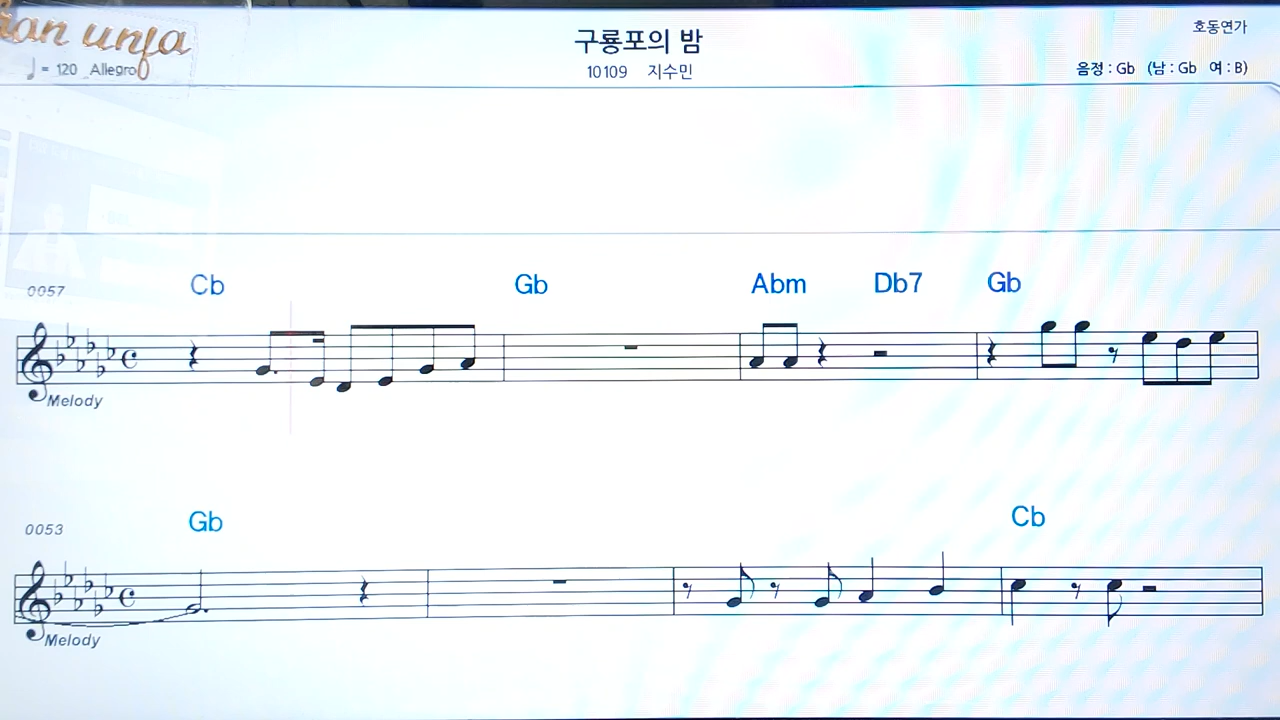 구룡포의 밤
호동연가
♩ = 120 Allegro
10109 지수민
음정 : Gb (남 : Gb 여 : B)
0057
Cb Gb Abm Db7 Gb
Melody
0053
Gb Cb
Melody